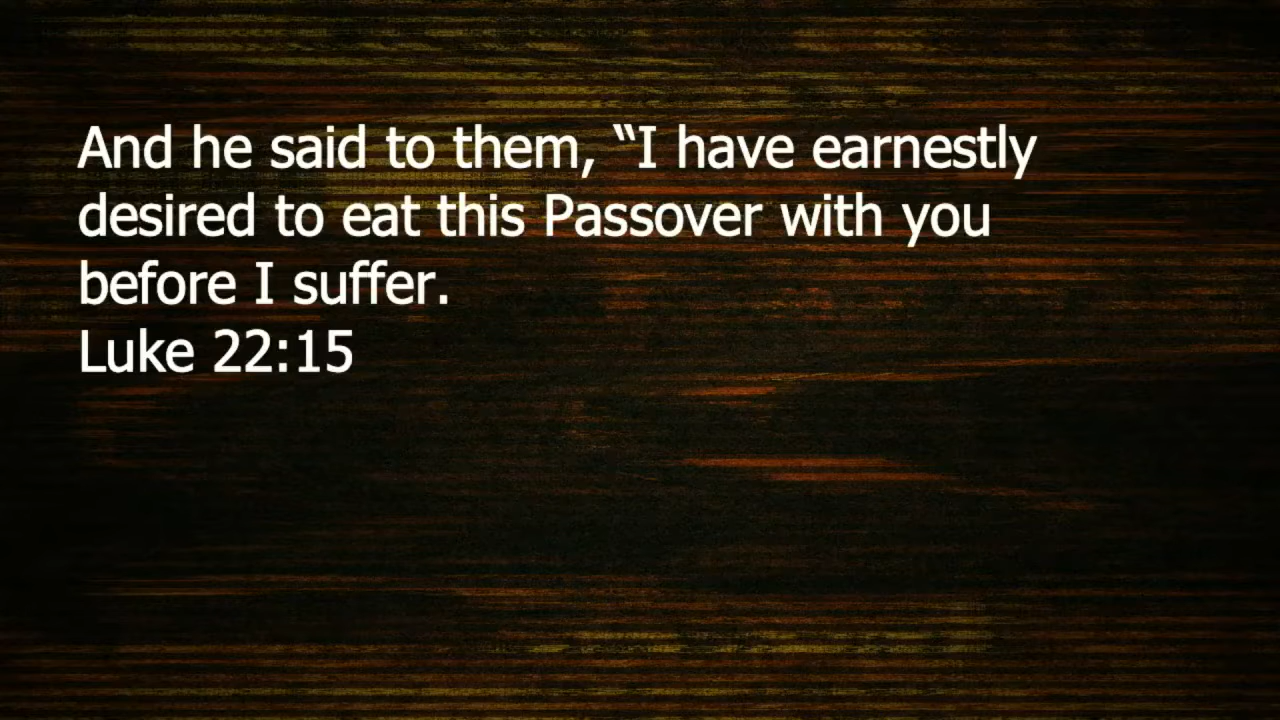 And he said to them, “I have earnestly
desired to eat this Passover with you
before I suffer.
Luke 22:15